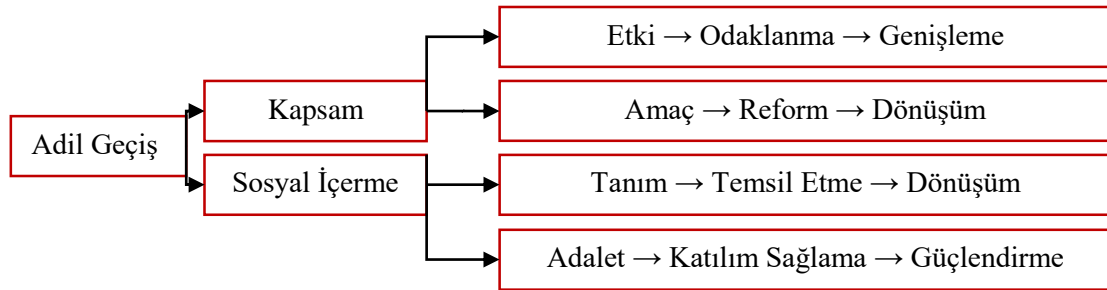 Etki → Odaklanma → Genişleme
Kapsam
Amaç → Reform → Dönüşüm
Adil Geçiş
Sosyal İçerme
Tanım → Temsil Etme → Dönüşüm
Adalet → Katılım Sağlama → Güçlendirme